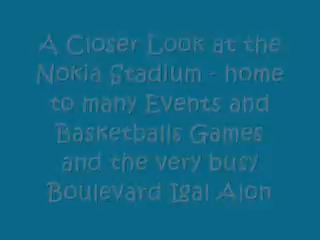 A Closer Look at the
Nokia Stadium - home
to many Events and
Basketballs Games
and the very busy
Boulevard Igal Alon